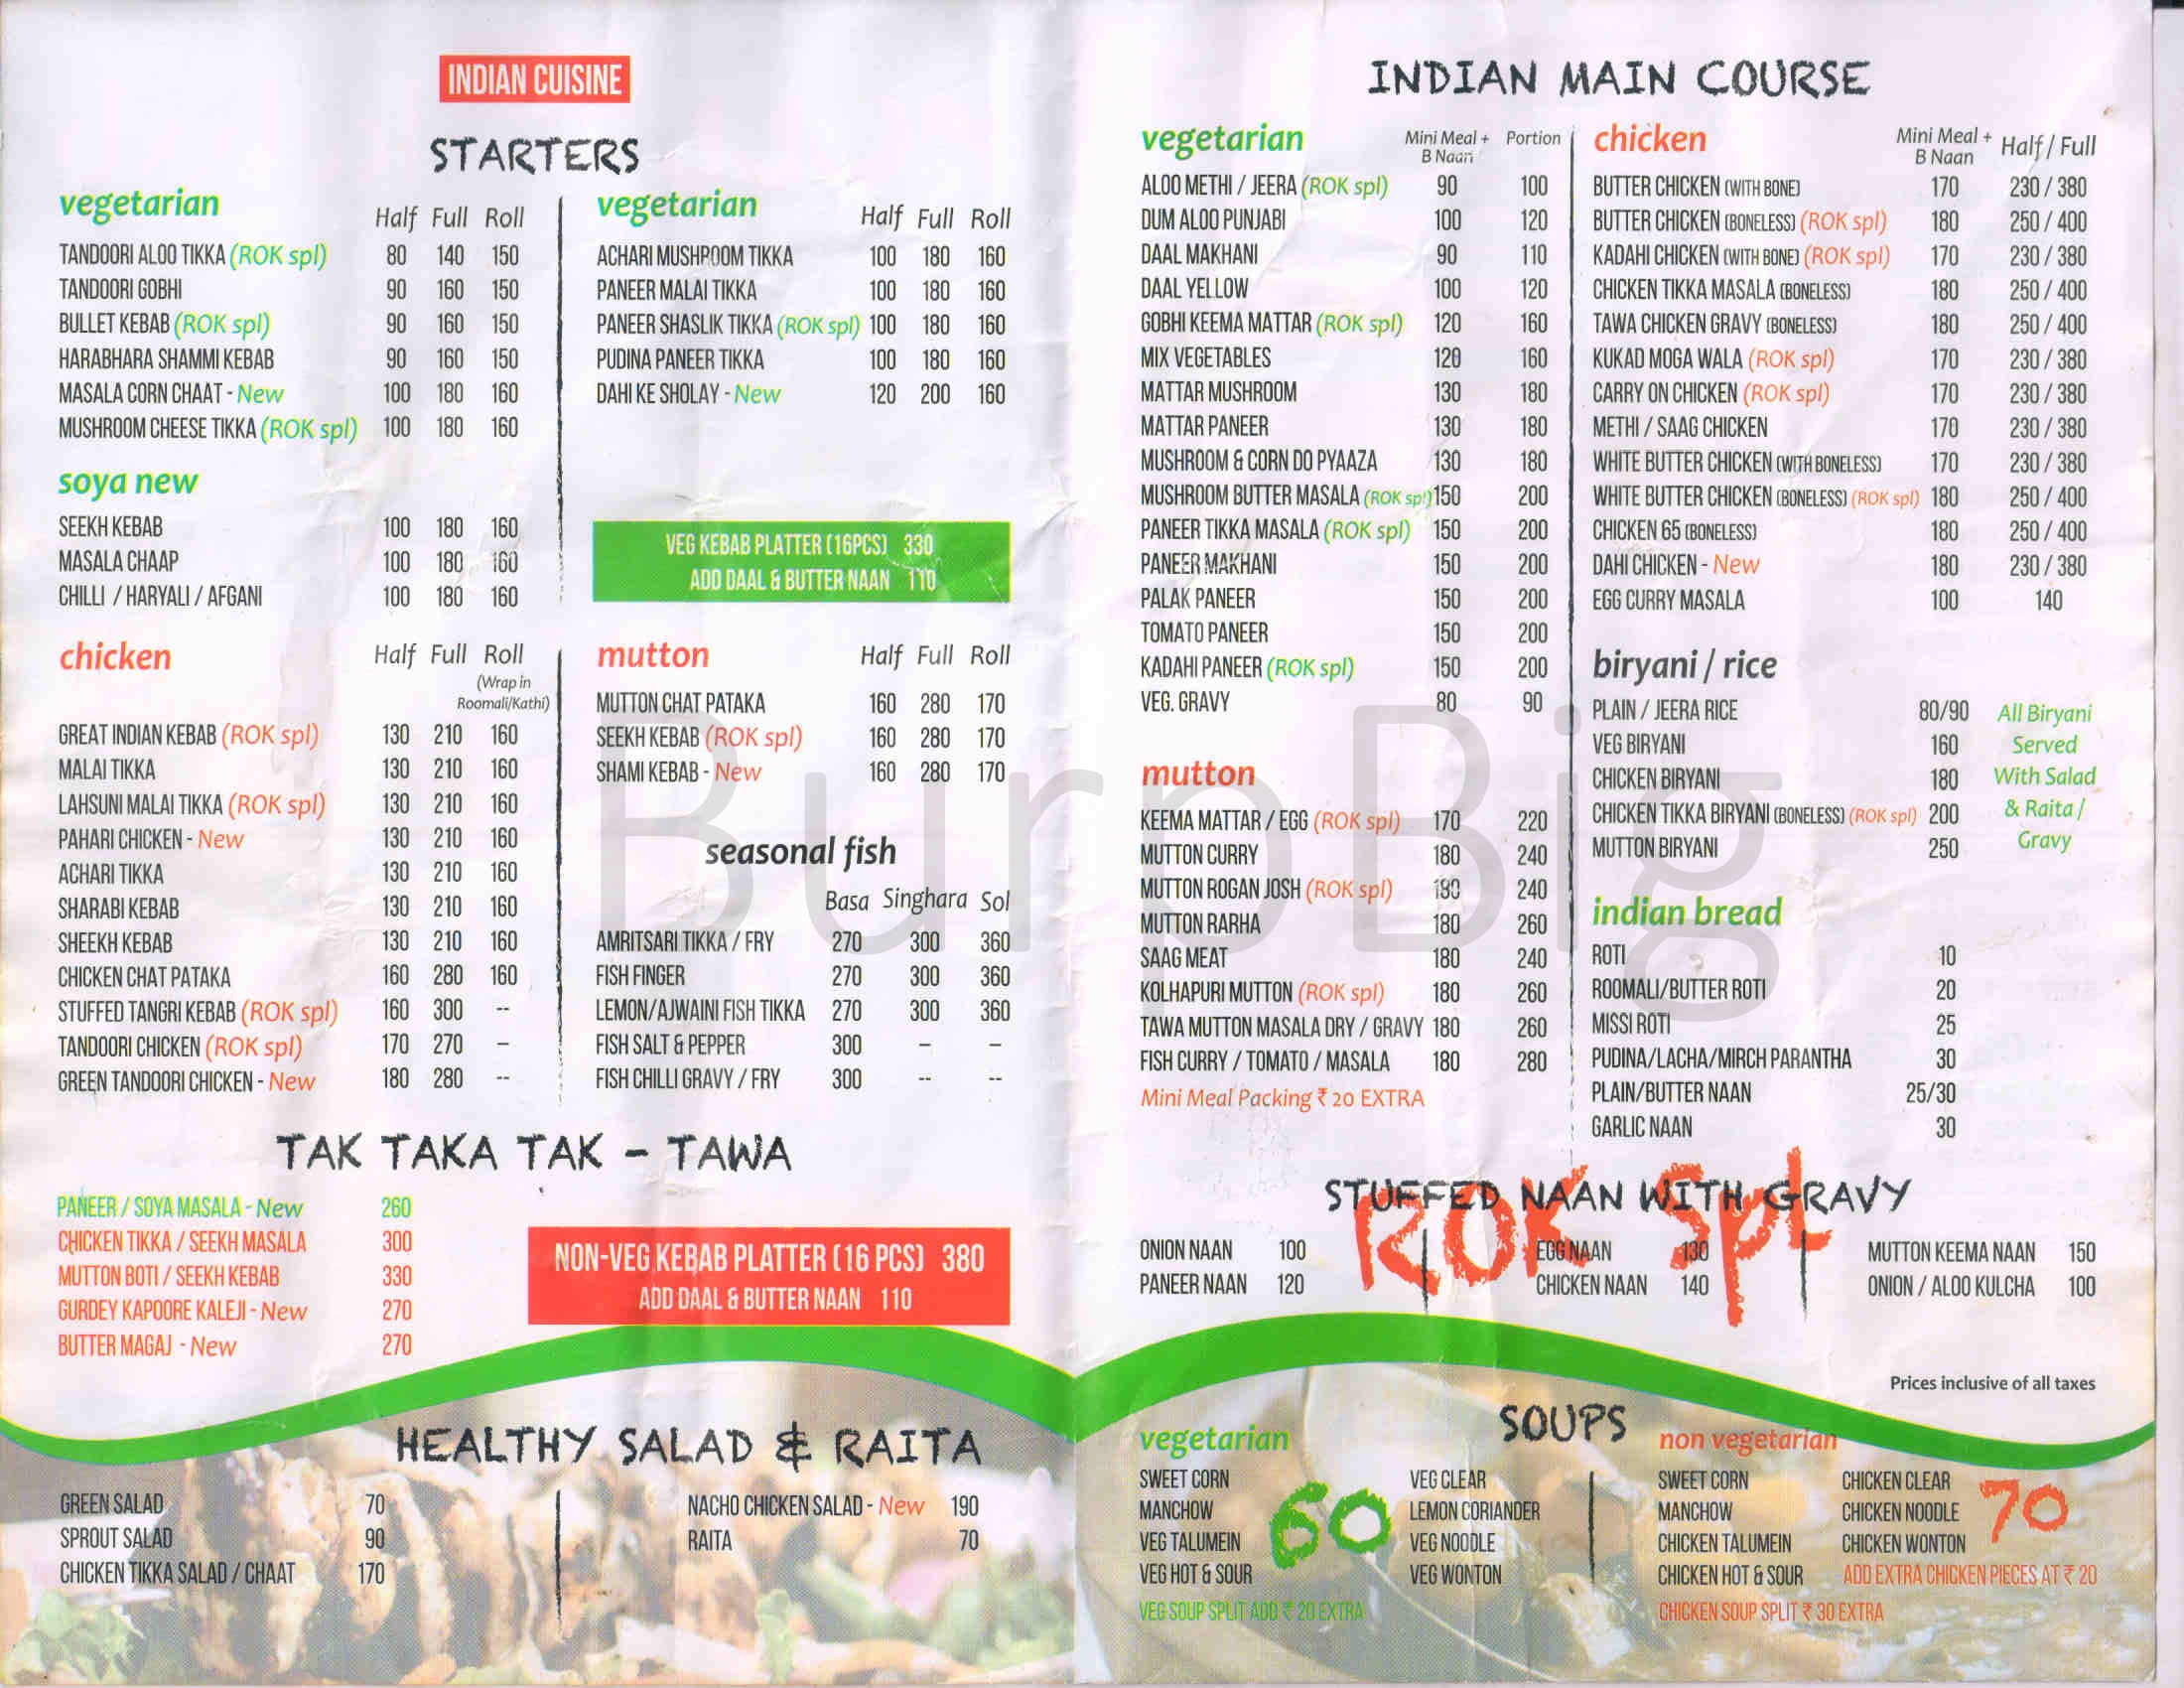 INDIAN CUISINE
STARTERS
vegetarian Half Full Roll
TANDOORI ALOO TIKKA (ROK spl) 80 140 150
TANDOORI GOBHI 90 160 150
BULLET KEBAB (ROK spl) 90 160 150
HARABHARA SHAMMI KEBAB 90 160 150
MASALA CORN CHAAT - New 100 180 160
MUSHROOM CHEESE TIKKA (ROK spl) 100 180 160
soya new
SEEKH KEBAB 100 180 160
MASALA CHAAP 100 180 160
CHILLI / HARYALI / AFGANI 100 180 160
vegetarian Half Full Roll
ACHARI MUSHROOM TIKKA 100 180 160
PANEER MALAI TIKKA 100 180 160
PANEER SHASLIK TIKKA (ROK spl) 100 180 160
PUDINA PANEER TIKKA 100 180 160
DAHI KE SHOLAY - New 120 200 160
VEG KEBAB PLATTER (16PCS) 330
ADD DAAL & BUTTER NAAN 110
chicken Half Full Roll
(Wrap in
Roomali/Kathi)
GREAT INDIAN KEBAB (ROK spl) 130 210 160
MALAI TIKKA 130 210 160
LAHSUNI MALAI TIKKA (ROK spl) 130 210 160
PAHARI CHICKEN - New 130 210 160
ACHARI TIKKA 130 210 160
SHARABI KEBAB 130 210 160
SHEEKH KEBAB 130 210 160
CHICKEN CHAT PATAKA 160 280 160
STUFFED TANGRI KEBAB (ROK spl) 160 300 --
TANDOORI CHICKEN (ROK spl) 170 270 –
GREEN TANDOORI CHICKEN - New 180 280 --
mutton Half Full Roll
MUTTON CHAT PATAKA 160 280 170
SEEKH KEBAB (ROK spl) 160 280 170
SHAMI KEBAB - New 160 280 170
seasonal fish
Basa Singhara Sol
AMRITSARI TIKKA / FRY 270 300 360
FISH FINGER 270 300 360
LEMON/AJWAINI FISH TIKKA 270 300 360
FISH SALT & PEPPER 300 – –
FISH CHILLI GRAVY / FRY 300 -- --
TAK TAKA TAK - TAWA
PANEER / SOYA MASALA - New 260
CHICKEN TIKKA / SEEKH MASALA 300
MUTTON BOTI / SEEKH KEBAB 330
GURDEY KAPOORE KALEJI - New 270
BUTTER MAGAJ - New 270
NON-VEG KEBAB PLATTER (16 PCS) 380
ADD DAAL & BUTTER NAAN 110
HEALTHY SALAD & RAITA
GREEN SALAD 70
SPROUT SALAD 90
CHICKEN TIKKA SALAD / CHAAT 170
NACHO CHICKEN SALAD - New 190
RAITA 70
INDIAN MAIN COURSE
vegetarian Mini Meal + B Naan Portion
ALOO METHI / JEERA (ROK spl) 90 100
DUM ALOO PUNJABI 100 120
DAAL MAKHANI 90 110
DAAL YELLOW 100 120
GOBHI KEEMA MATTAR (ROK spl) 120 160
MIX VEGETABLES 120 160
MATTAR MUSHROOM 130 180
MATTAR PANEER 130 180
MUSHROOM & CORN DO PYAAZA 130 180
MUSHROOM BUTTER MASALA (ROK spl) 150 200
PANEER TIKKA MASALA (ROK spl) 150 200
PANEER MAKHANI 150 200
PALAK PANEER 150 200
TOMATO PANEER 150 200
KADAHI PANEER (ROK spl) 150 200
VEG. GRAVY 80 90
mutton
KEEMA MATTAR / EGG (ROK spl) 170 220
MUTTON CURRY 180 240
MUTTON ROGAN JOSH (ROK spl) 180 240
MUTTON RARHA 180 260
SAAG MEAT 180 240
KOLHAPURI MUTTON (ROK spl) 180 260
TAWA MUTTON MASALA DRY / GRAVY 180 260
FISH CURRY / TOMATO / MASALA 180 280
Mini Meal Packing ₹ 20 EXTRA
chicken Mini Meal + B Naan Half / Full
BUTTER CHICKEN (WITH BONE) 170 230 / 380
BUTTER CHICKEN (BONELESS) (ROK spl) 180 250 / 400
KADAHI CHICKEN (WITH BONE) (ROK spl) 170 230 / 380
CHICKEN TIKKA MASALA (BONELESS) 180 250 / 400
TAWA CHICKEN GRAVY (BONELESS) 180 250 / 400
KUKAD MOGA WALA (ROK spl) 170 230 / 380
CARRY ON CHICKEN (ROK spl) 170 230 / 380
METHI / SAAG CHICKEN 170 230 / 380
WHITE BUTTER CHICKEN (WITH BONELESS) 170 230 / 380
WHITE BUTTER CHICKEN (BONELESS) (ROK spl) 180 250 / 400
CHICKEN 65 (BONELESS) 180 250 / 400
DAHI CHICKEN - New 180 230 / 380
EGG CURRY MASALA 100 140
biryani / rice
PLAIN / JEERA RICE 80/90
VEG BIRYANI 160
CHICKEN BIRYANI 180
CHICKEN TIKKA BIRYANI (BONELESS) (ROK spl) 200
MUTTON BIRYANI 250
All Biryani
Served
With Salad
& Raita /
Gravy
indian bread
ROTI 10
ROOMALI/BUTTER ROTI 20
MISSI ROTI 25
PUDINA/LACHA/MIRCH PARANTHA 30
PLAIN/BUTTER NAAN 25/30
GARLIC NAAN 30
STUFFED NAAN WITH GRAVY
ROK Spl
ONION NAAN 100
PANEER NAAN 120
EGG NAAN 130
CHICKEN NAAN 140
MUTTON KEEMA NAAN 150
ONION / ALOO KULCHA 100
Prices inclusive of all taxes
SOUPS
vegetarian
SWEET CORN
MANCHOW
VEG TALUMEIN
VEG HOT & SOUR
60
VEG CLEAR
LEMON CORIANDER
VEG NOODLE
VEG WONTON
VEG SOUP SPLIT ADD ₹ 20 EXTRA
non vegetarian
SWEET CORN
MANCHOW
CHICKEN TALUMEIN
CHICKEN HOT & SOUR
CHICKEN CLEAR
CHICKEN NOODLE
CHICKEN WONTON
70
ADD EXTRA CHICKEN PIECES AT ₹ 20
CHICKEN SOUP SPLIT ₹ 30 EXTRA
BurpBig